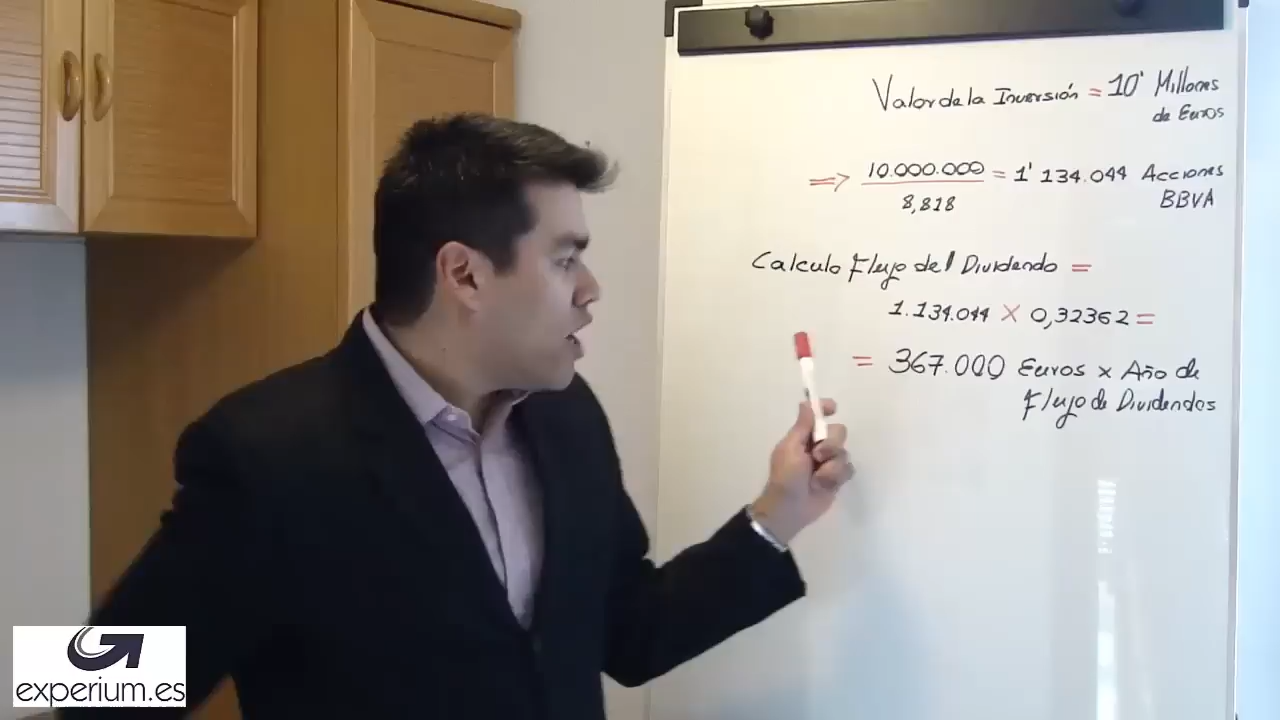 Valor de la Inversión = 10' Millones
de Euros
=> 10.000.000 = 1' 134.044 Acciones
8,818 BBVA
Calculo Flujo del Dividendo =
1.134.044 x 0,32362 =
= 367.000 Euros x Año de
Flujo de Dividendos
experium.es